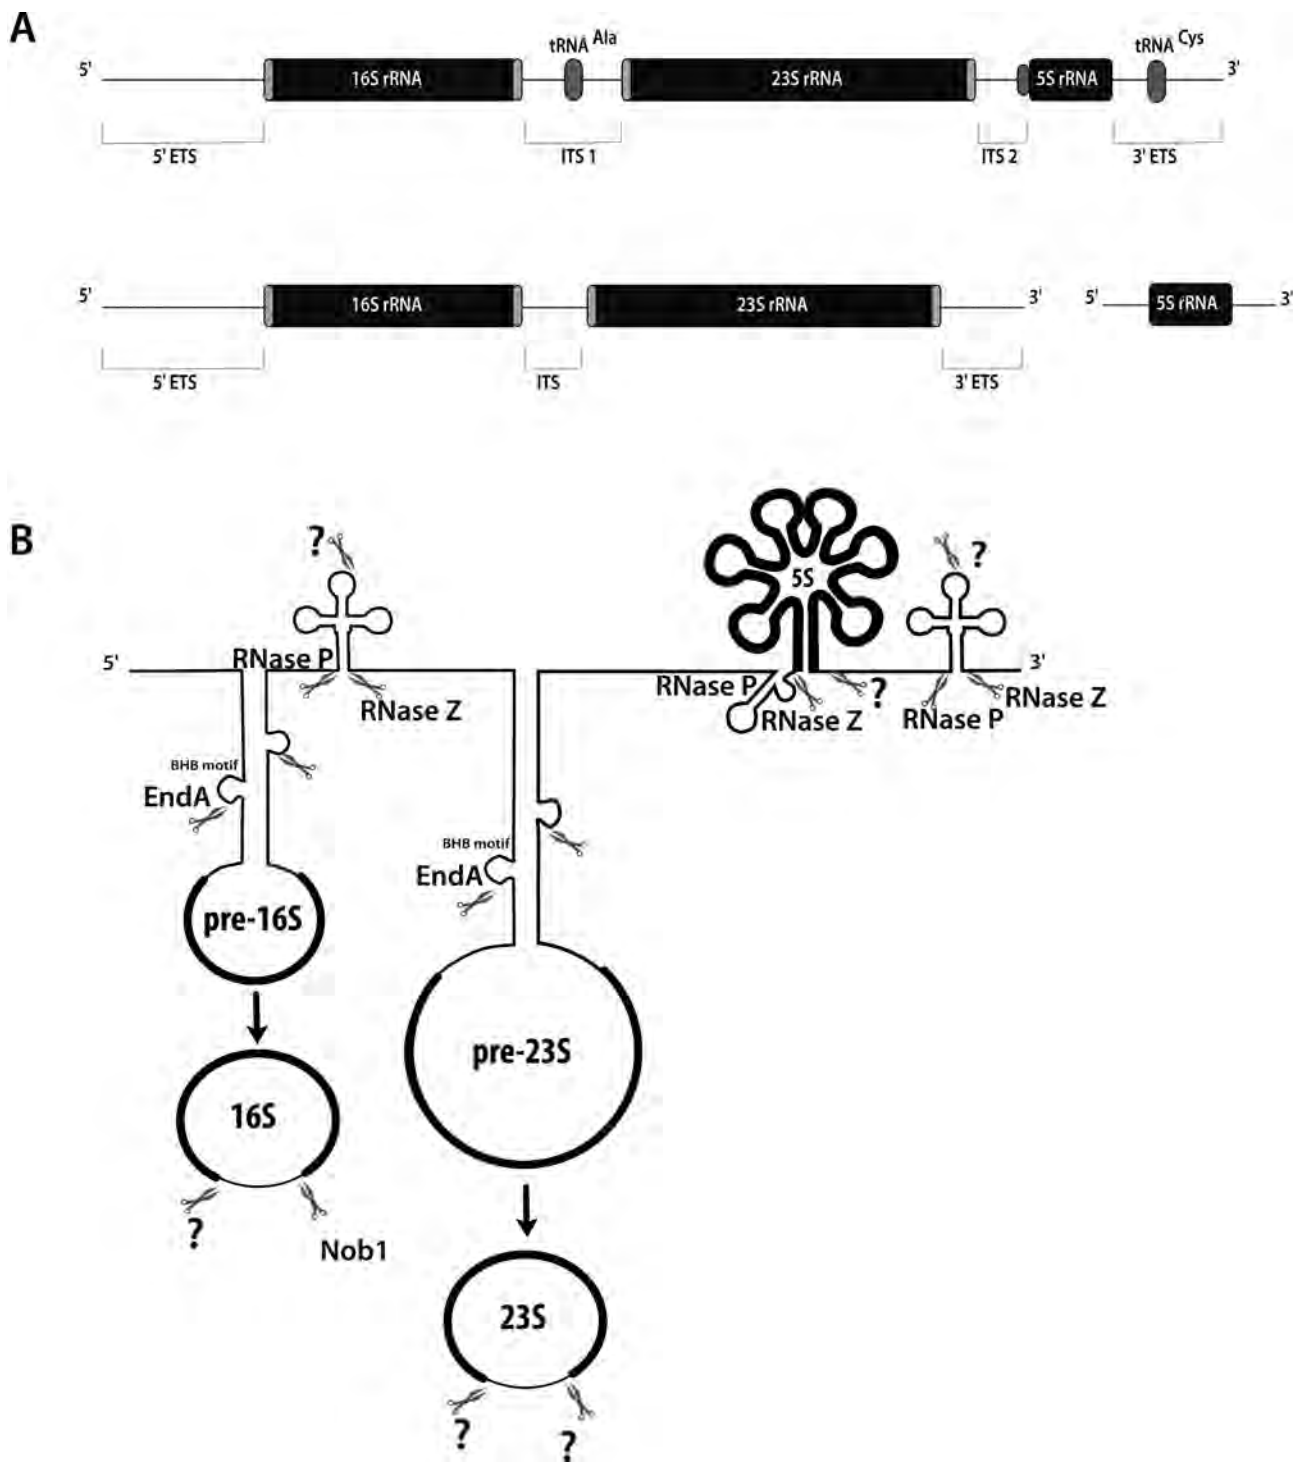 A
tRNA Ala
tRNA Cys
5'
16S rRNA
23S rRNA
5S rRNA
3'
5' ETS
ITS 1
ITS 2
3' ETS
5'
16S rRNA
23S rRNA
3'
5'
5S rRNA
3'
5' ETS
ITS
3' ETS
B
?
?
5S
5'
RNase P
3'
RNase P
RNase Z
?
RNase Z
RNase Z
RNase P
BHB motif
EndA
BHB motif
EndA
pre-16S
pre-23S
16S
?
Nob1
23S
?
?